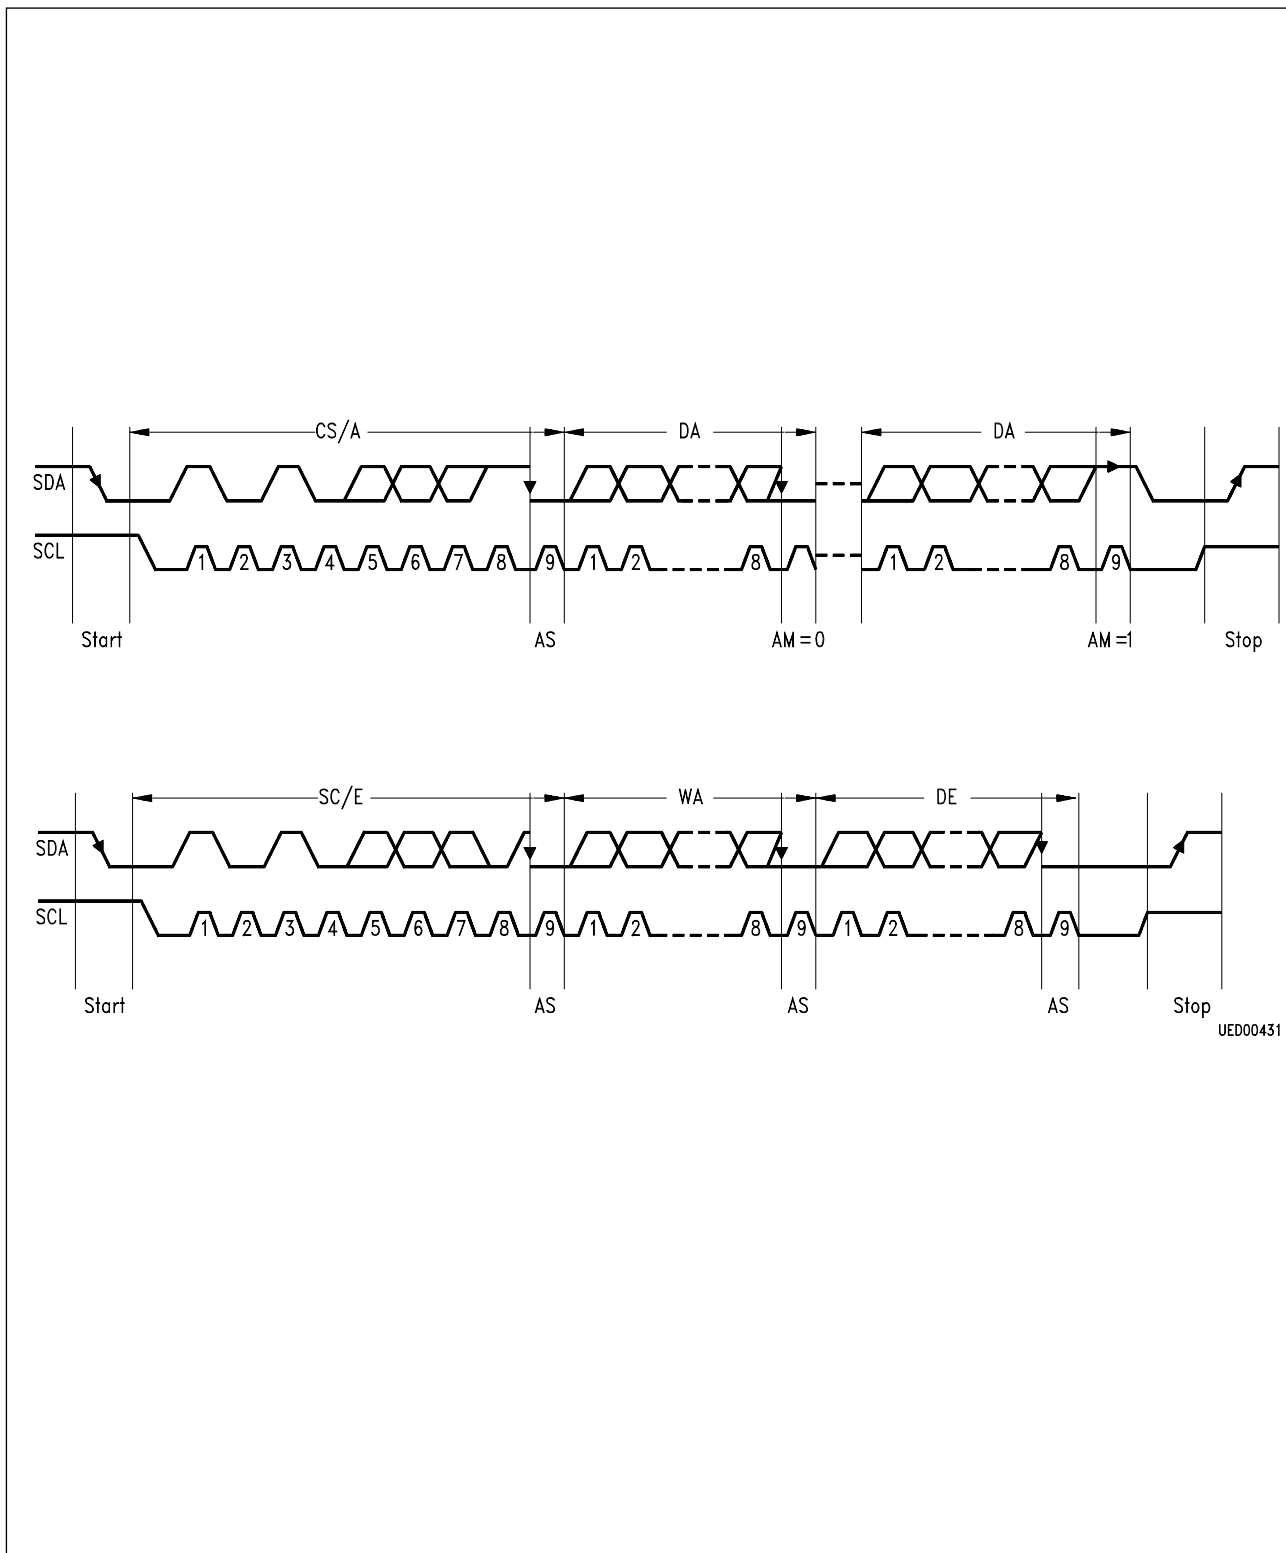 CS/A DA DA
SDA
SCL 1 2 3 4 5 6 7 8 9 1 2 8 1 2 8 9
Start AS AM = 0 AM =1 Stop
SC/E WA DE
SDA
SCL 1 2 3 4 5 6 7 8 9 1 2 8 9 1 2 8 9
Start AS AS AS Stop
UED00431